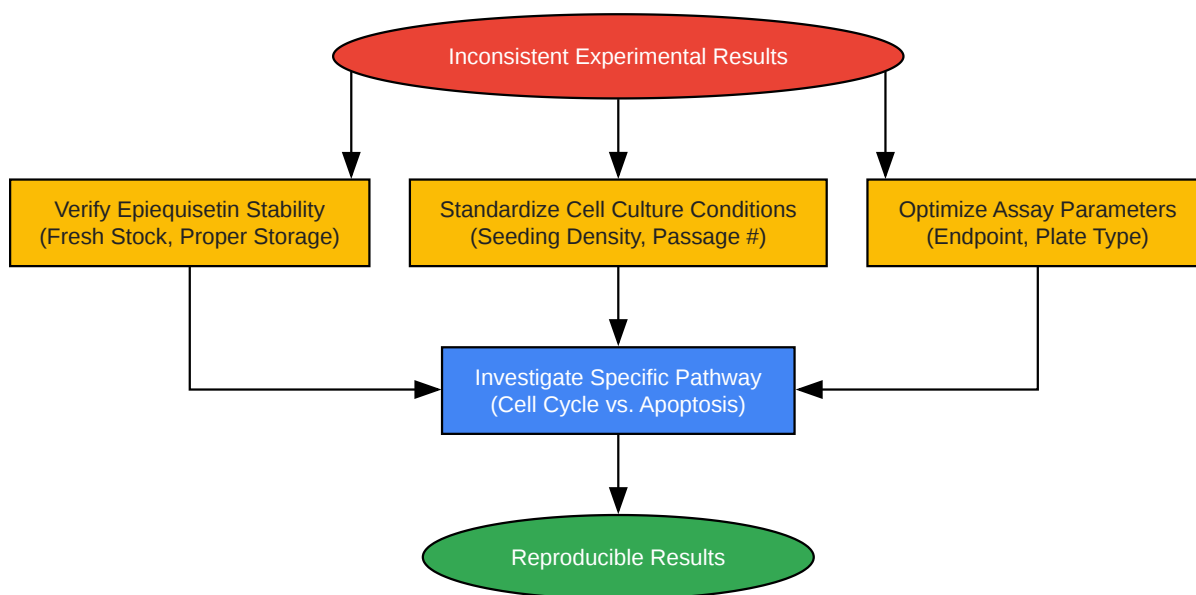 Inconsistent Experimental Results
Verify Epiequisetin Stability
(Fresh Stock, Proper Storage)
Standardize Cell Culture Conditions
(Seeding Density, Passage #)
Optimize Assay Parameters
(Endpoint, Plate Type)
Investigate Specific Pathway
(Cell Cycle vs. Apoptosis)
Reproducible Results